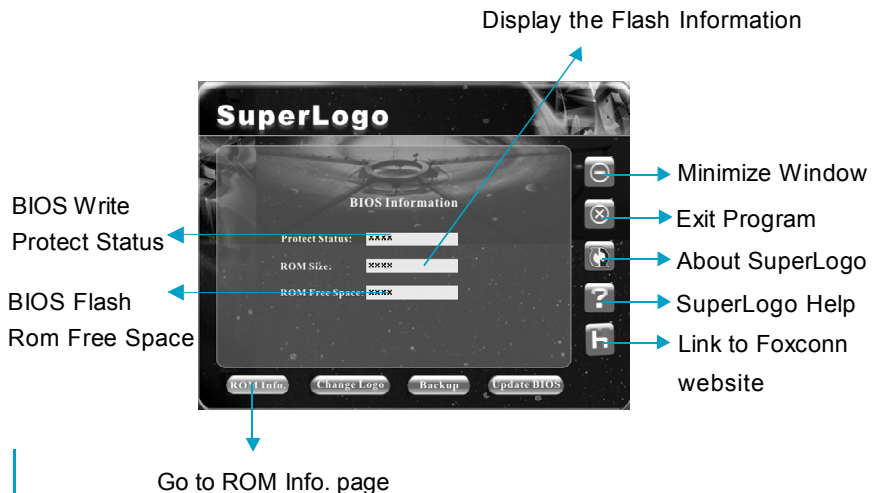 Display the Flash Information
SuperLogo
Minimize Window
BIOS Information
BIOS Write
Protect Status
Exit Program
Protect Status: xxxx
About SuperLogo
ROM Size: xxxx
BIOS Flash
Rom Free Space
ROM Free Space: xxxx
? SuperLogo Help
h. Link to Foxconn
website
ROM Info. Change Logo Backup Update BIOS
Go to ROM Info. page